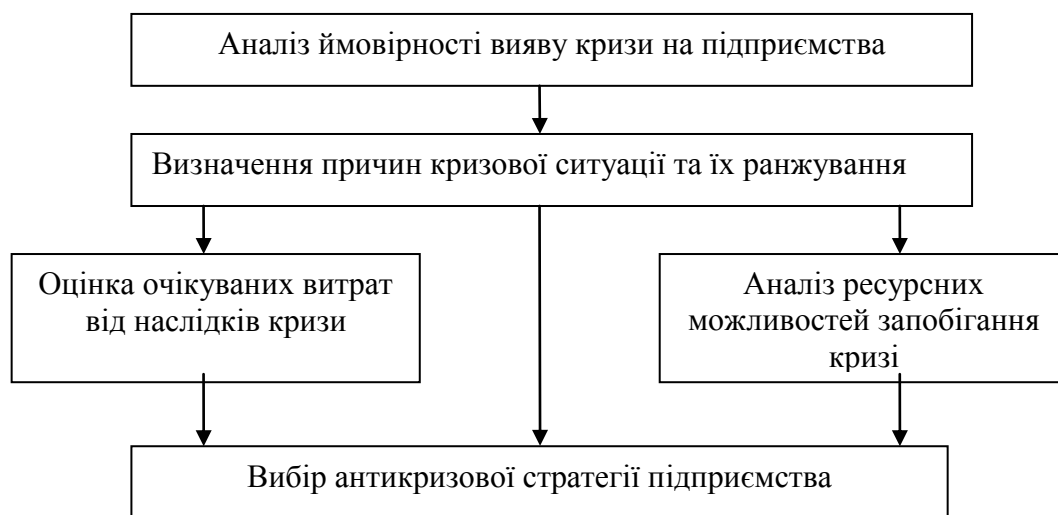 Аналіз ймовірності вияву кризи на підприємства
Визначення причин кризової ситуації та їх ранжування
Оцінка очікуваних витрат
від наслідків кризи
Аналіз ресурсних
можливостей запобігання
кризі
Вибір антикризової стратегії підприємства